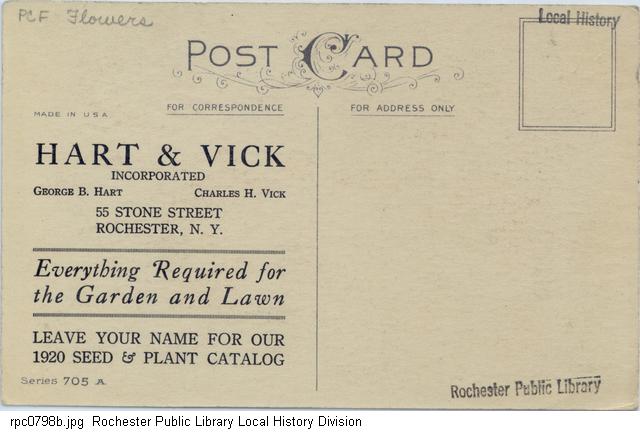 PCF Flowers
Local History
POST CARD
FOR CORRESPONDENCE
FOR ADDRESS ONLY
MADE IN U.S.A.
HART & VICK
INCORPORATED
GEORGE B. HART CHARLES H. VICK
55 STONE STREET
ROCHESTER, N. Y.
Everything Required for
the Garden and Lawn
LEAVE YOUR NAME FOR OUR
1920 SEED & PLANT CATALOG
Series 705 A
Rochester Public Library
rpc0798b.jpg Rochester Public Library Local History Division